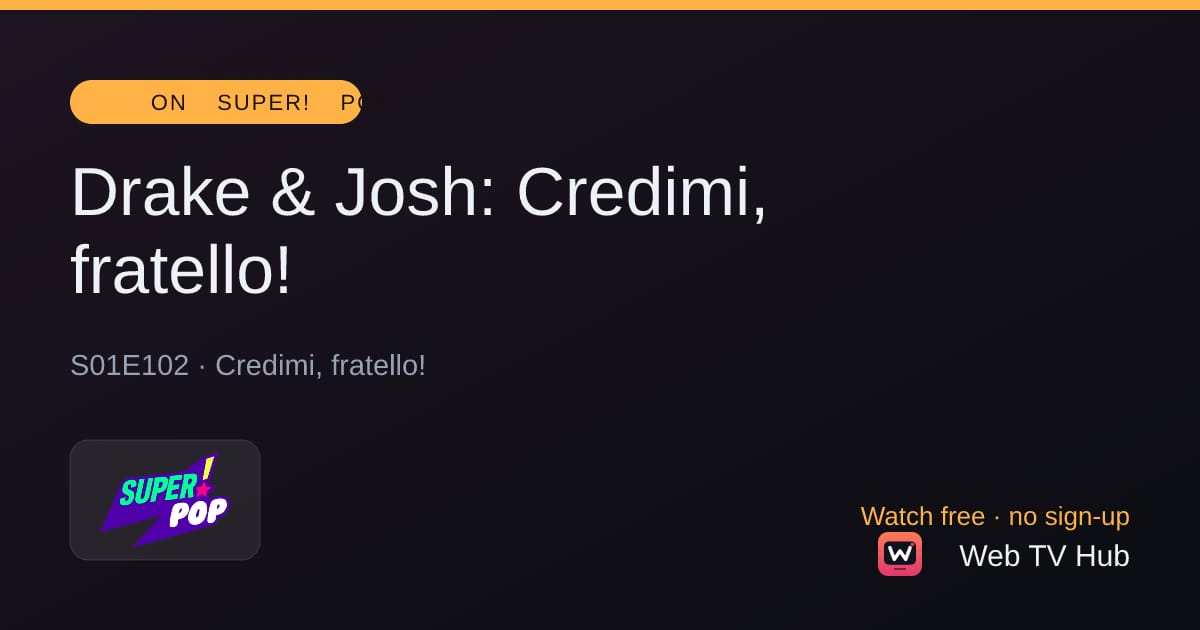 ON SUPER! POP
Drake & Josh: Credimi,
fratello!
S01E102 · Credimi, fratello!
SUPER!
POP
Watch free · no sign-up
W
Web TV Hub